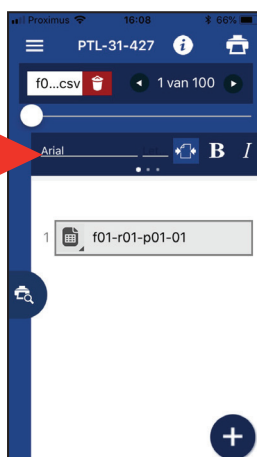 Proximus 16:08 66%
PTL-31-427 i
f0...csv 1 van 100
Arial B I
1 f01-r01-p01-01